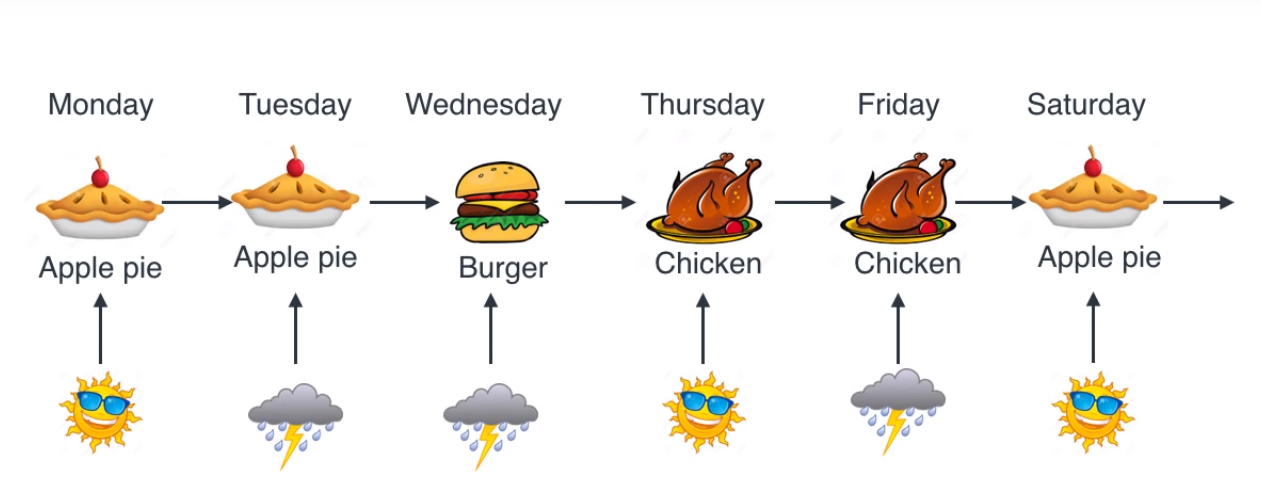 Monday
Tuesday
Wednesday
Thursday
Friday
Saturday
Apple pie
Apple pie
Burger
Chicken
Chicken
Apple pie